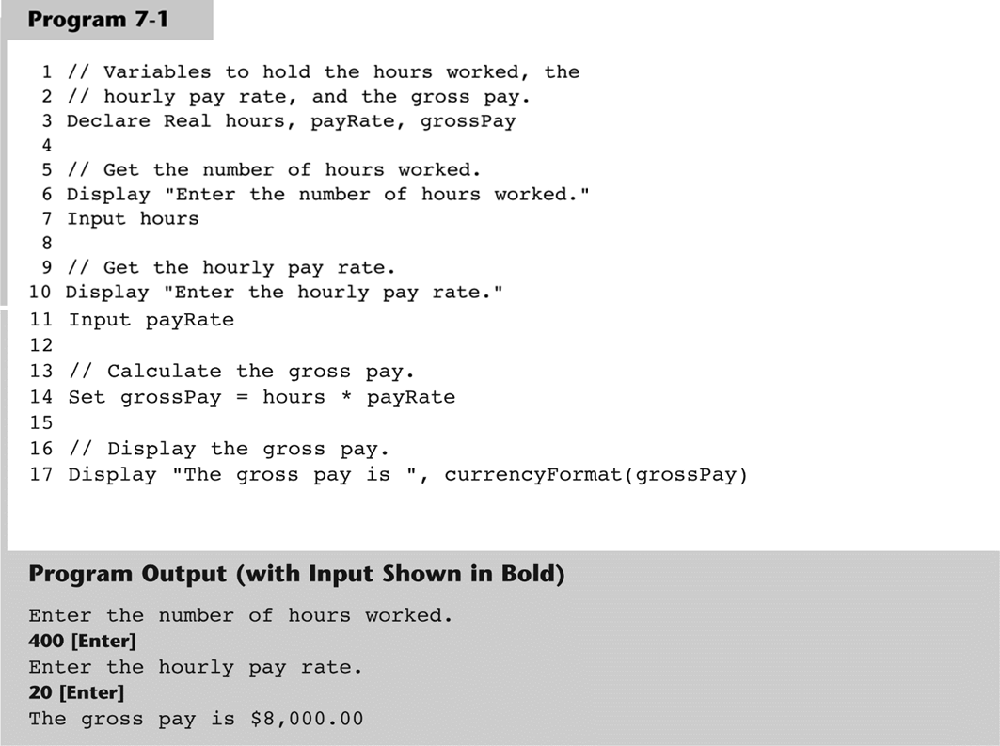 Program 7-1
1 // Variables to hold the hours worked, the
2 // hourly pay rate, and the gross pay.
3 Declare Real hours, payRate, grossPay
4
5 // Get the number of hours worked.
6 Display "Enter the number of hours worked."
7 Input hours
8
9 // Get the hourly pay rate.
10 Display "Enter the hourly pay rate."
11 Input payRate
12
13 // Calculate the gross pay.
14 Set grossPay = hours * payRate
15
16 // Display the gross pay.
17 Display "The gross pay is ", currencyFormat(grossPay)
Program Output (with Input Shown in Bold)
Enter the number of hours worked.
400 [Enter]
Enter the hourly pay rate.
20 [Enter]
The gross pay is $8,000.00